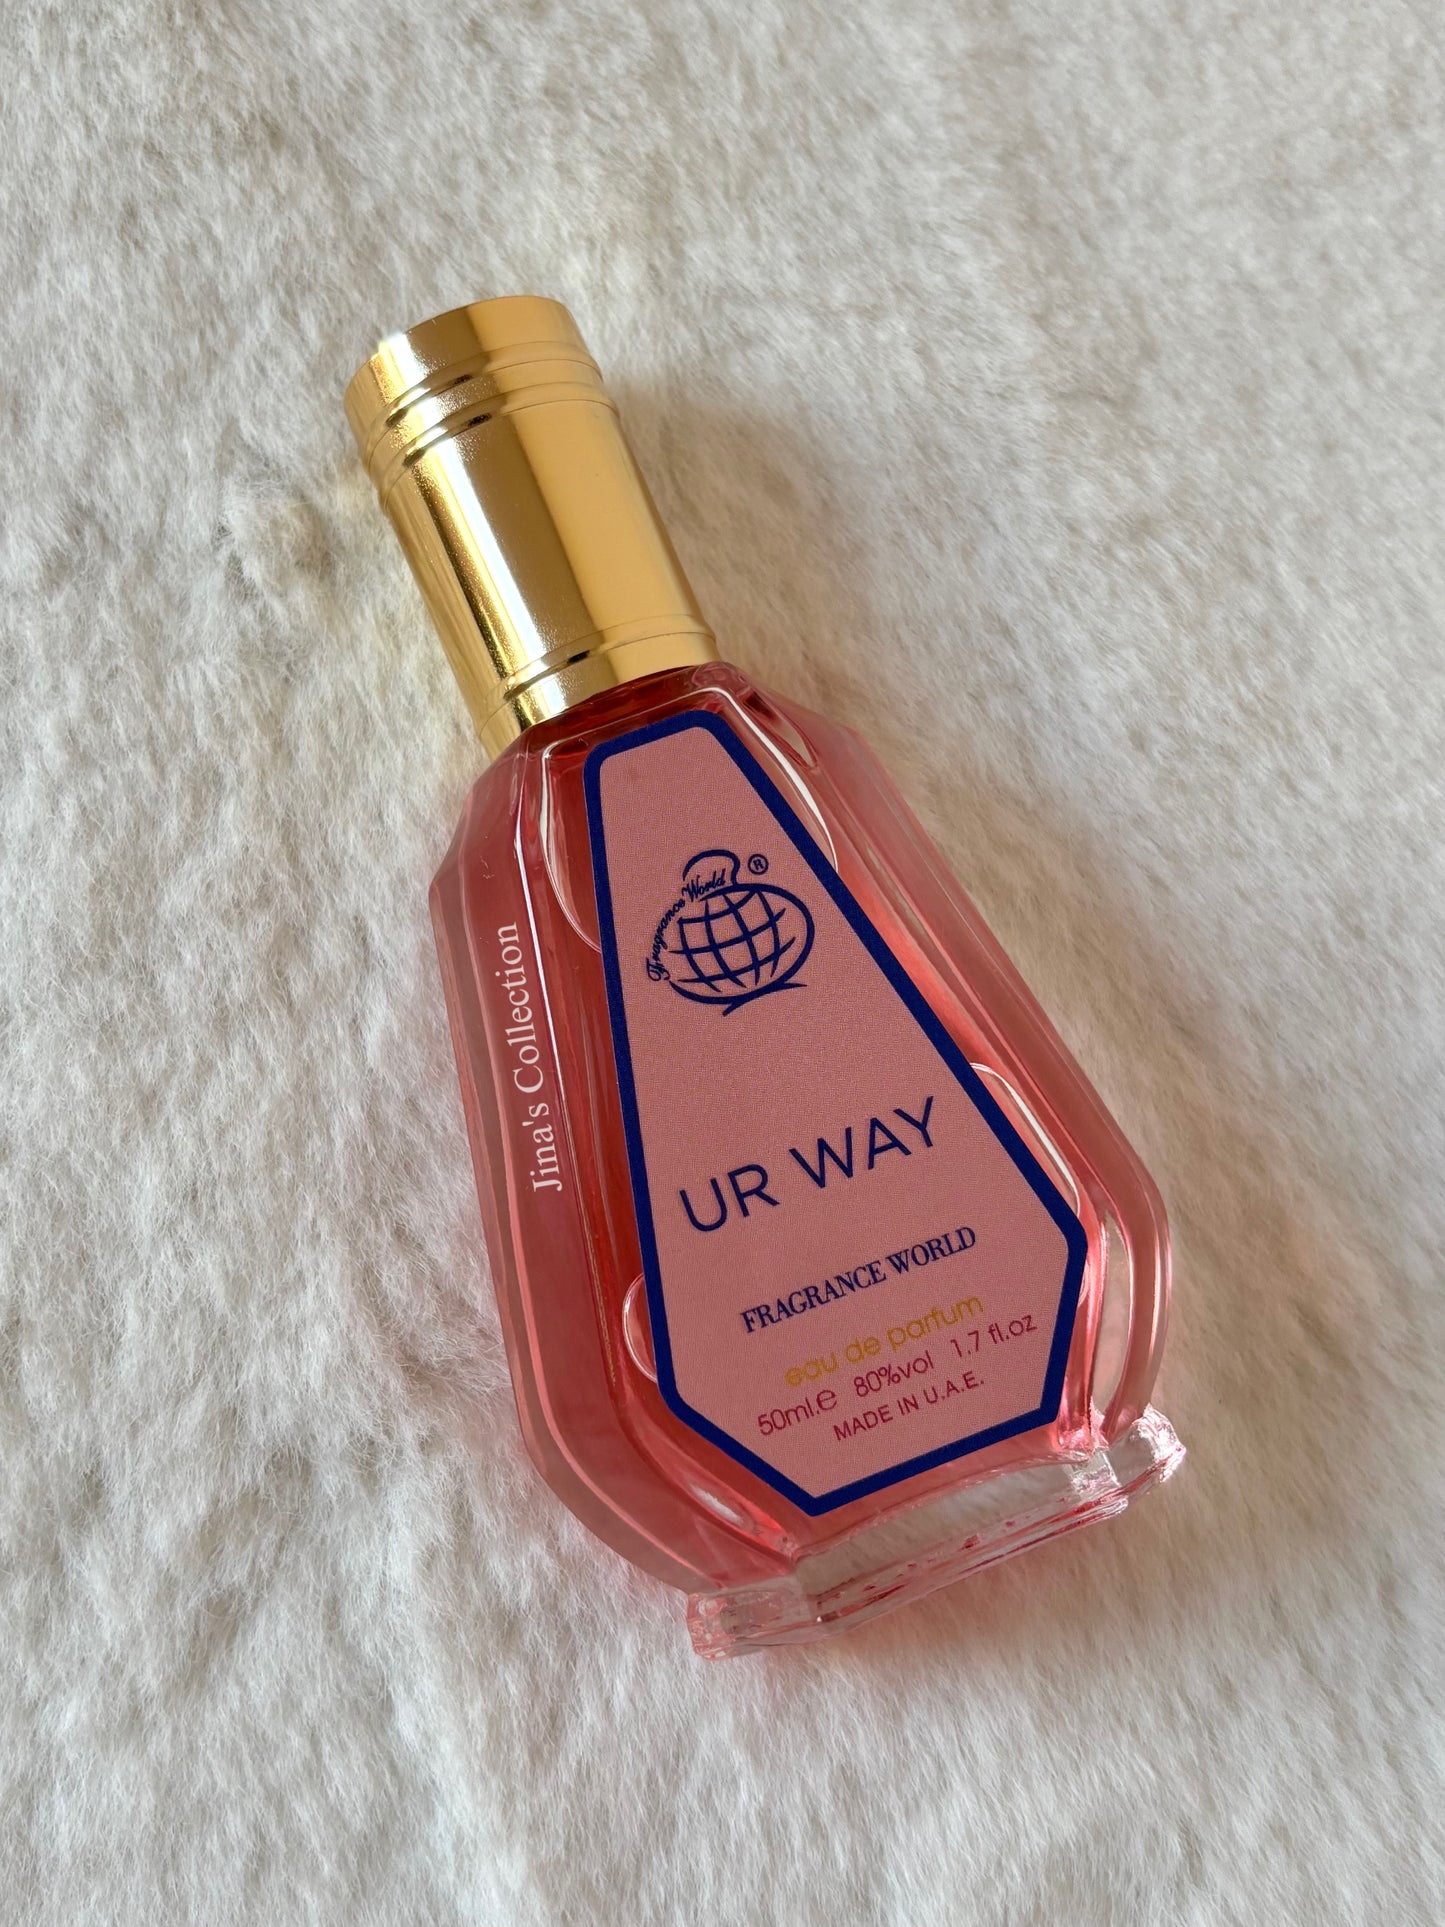 Fragrance World ®
Jina's Collection
UR WAY
FRAGRANCE WORLD
eau de parfum
50ml.e 80%vol 1.7 fl.oz
MADE IN U.A.E.